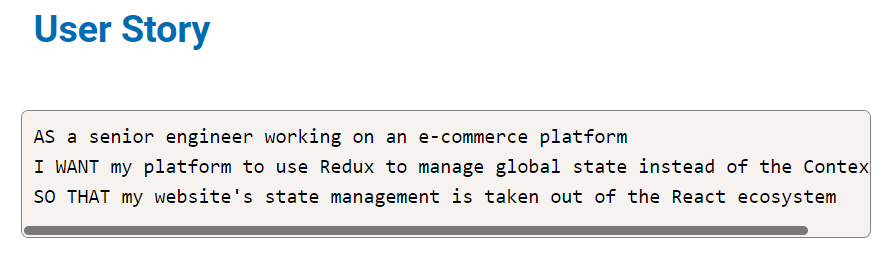 User Story
AS a senior engineer working on an e-commerce platform
I WANT my platform to use Redux to manage global state instead of the Contex
SO THAT my website's state management is taken out of the React ecosystem